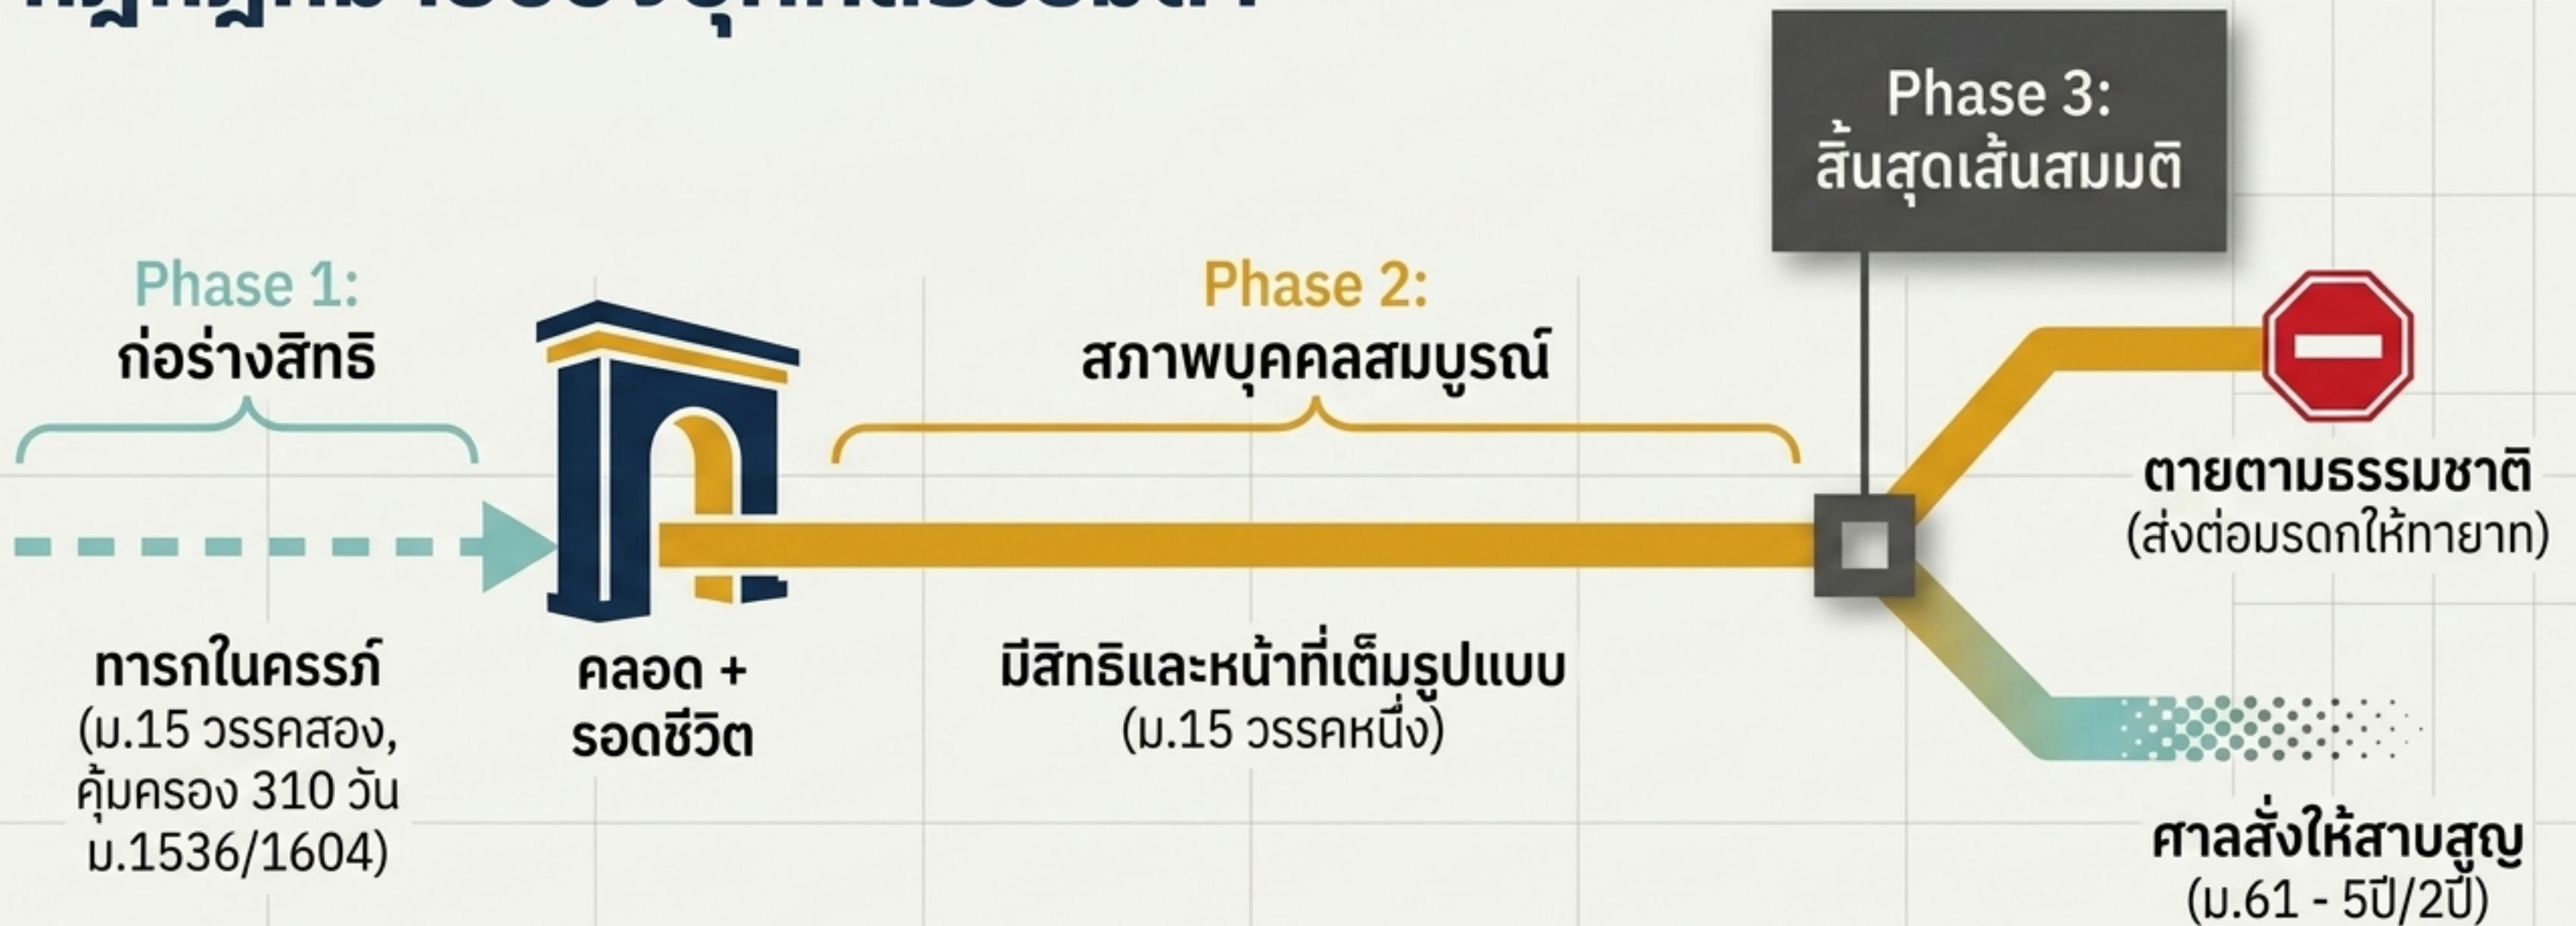 Phase 1:
ก่อร่างสิทธิ
ทารกในครรภ์
(ม.15 วรรคสอง,
คุ้มครอง 310 วัน
ม.1536/1604)
คลอด +
รอดชีวิต
Phase 2:
สภาพบุคคลสมบูรณ์
มีสิทธิและหน้าที่เต็มรูปแบบ
(ม.15 วรรคหนึ่ง)
Phase 3:
สิ้นสุดเส้นสมมติ
ตายตามธรรมชาติ
(ส่งต่อมรดกให้ทายาท)
ศาลสั่งให้สาบสูญ
(ม.61 - 5ปี/2ปี)